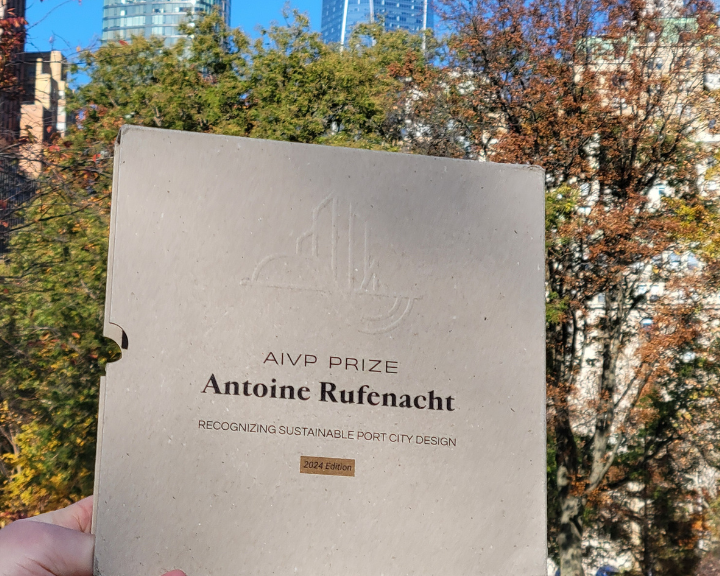 AIVP PRIZE
Antoine Rufenacht
RECOGNIZING SUSTAINABLE PORT CITY DESIGN
2024 Edition